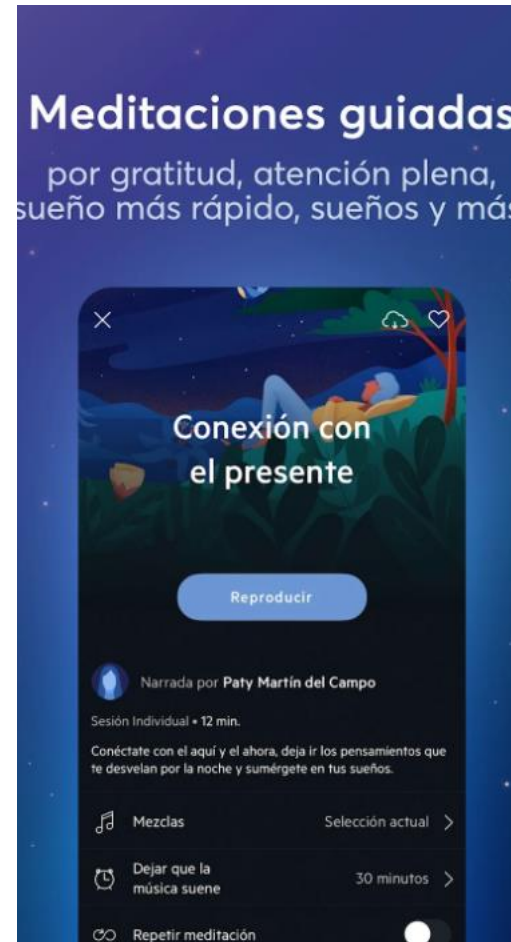 Meditaciones guiadas
por gratitud, atención plena,
sueño más rápido, sueños y más
Conexión con
el presente
Reproducir
Narrada por Paty Martín del Campo
Sesión Individual • 12 min.
Conéctate con el aquí y el ahora, deja ir los pensamientos que
te desvelan por la noche y sumérgete en tus sueños.
Mezclas
Selección actual
Dejar que la
música suene
30 minutos
Repetir meditación